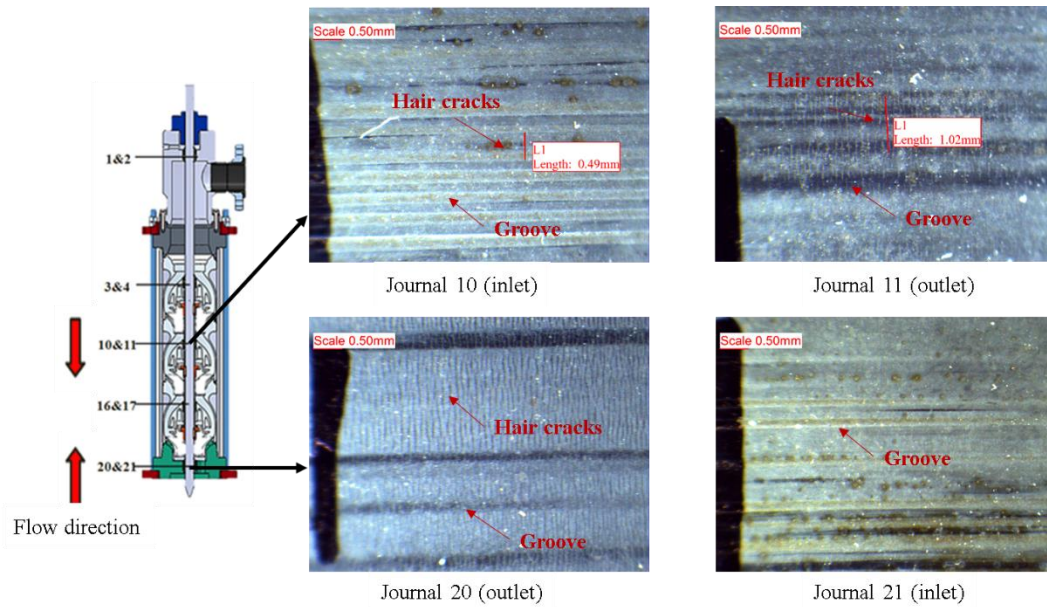 1&2
3&4
10&11
16&17
20&21
Flow direction
Scale 0.50mm
Hair cracks
L1
Length: 0.49mm
Groove
Journal 10 (inlet)
Scale 0.50mm
Hair cracks
L1
Length: 1.02mm
Groove
Journal 11 (outlet)
Scale 0.50mm
Hair cracks
Groove
Journal 20 (outlet)
Scale 0.50mm
Groove
Journal 21 (inlet)